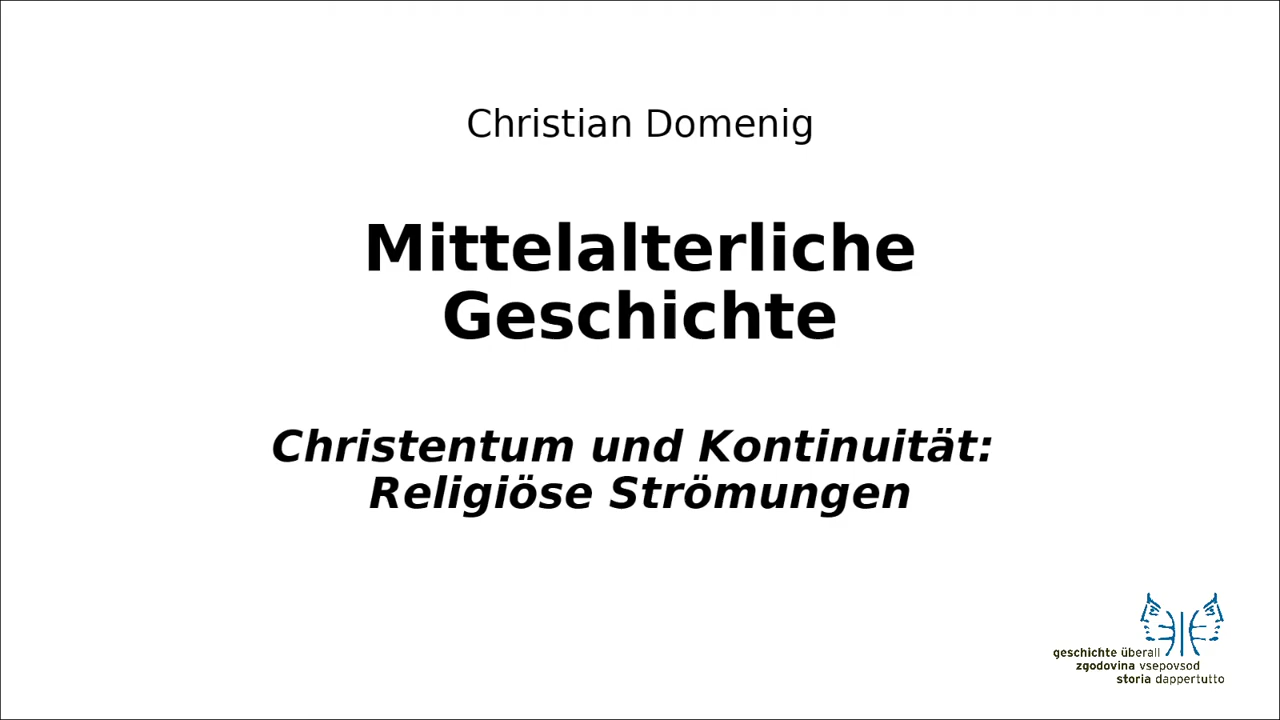 Christian Domenig
Mittelalterliche
Geschichte
Christentum und Kontinuität:
Religiöse Strömungen
geschichte überall
zgodovina vsepovsod
storia dappertutto